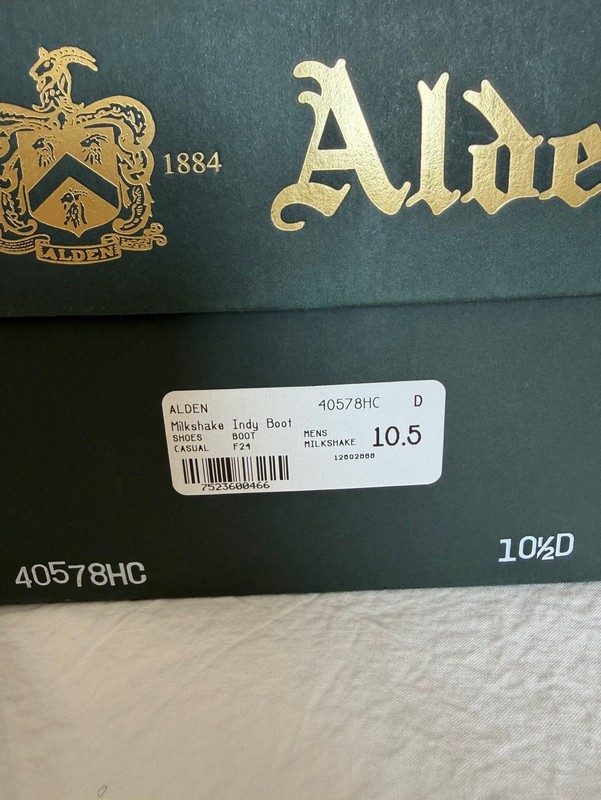 1884
Alde
ALDEN
ALDEN 40578HC D
Milkshake Indy Boot
SHOES BOOT MENS
CASUAL F24 MILKSHAKE 10.5
7523600466
40578HC
10½D